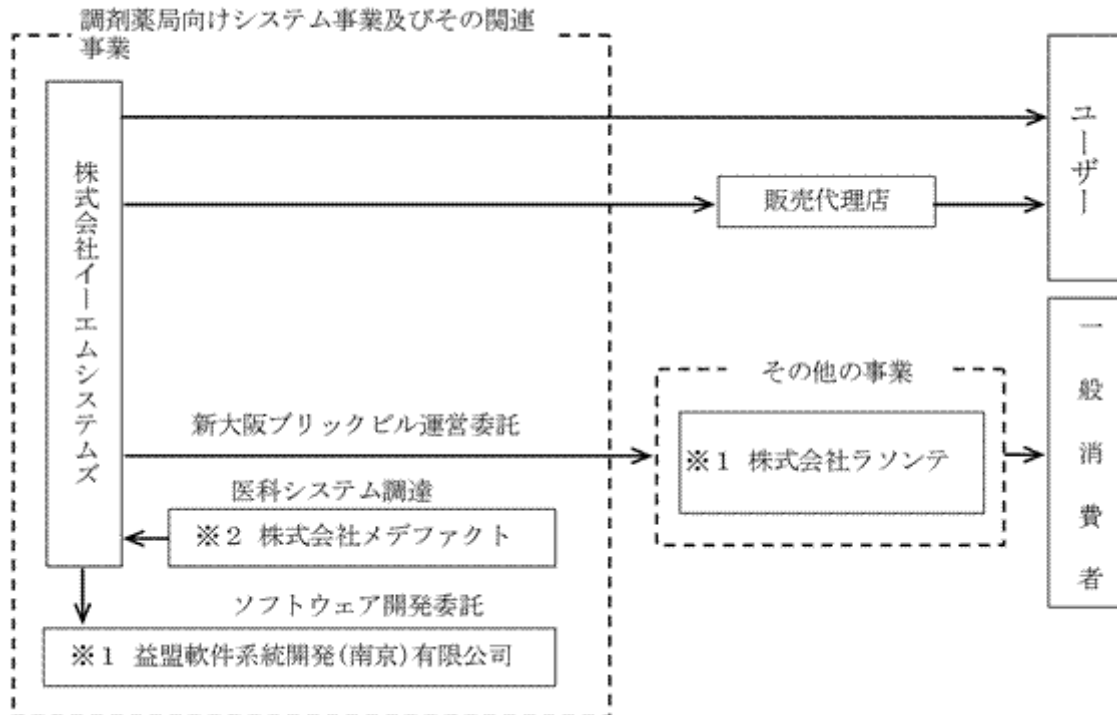 調剤薬局向けシステム事業及びその関連
事業
株式会社イーエムシステムズ
ユーザー
販売代理店
一般消費者
その他の事業
新大阪ブリックビル運営委託
※1 株式会社ラソンテ
医科システム調達
※2 株式会社メデファクト
ソフトウェア開発委託
※1 益盟軟件系統開発(南京)有限公司